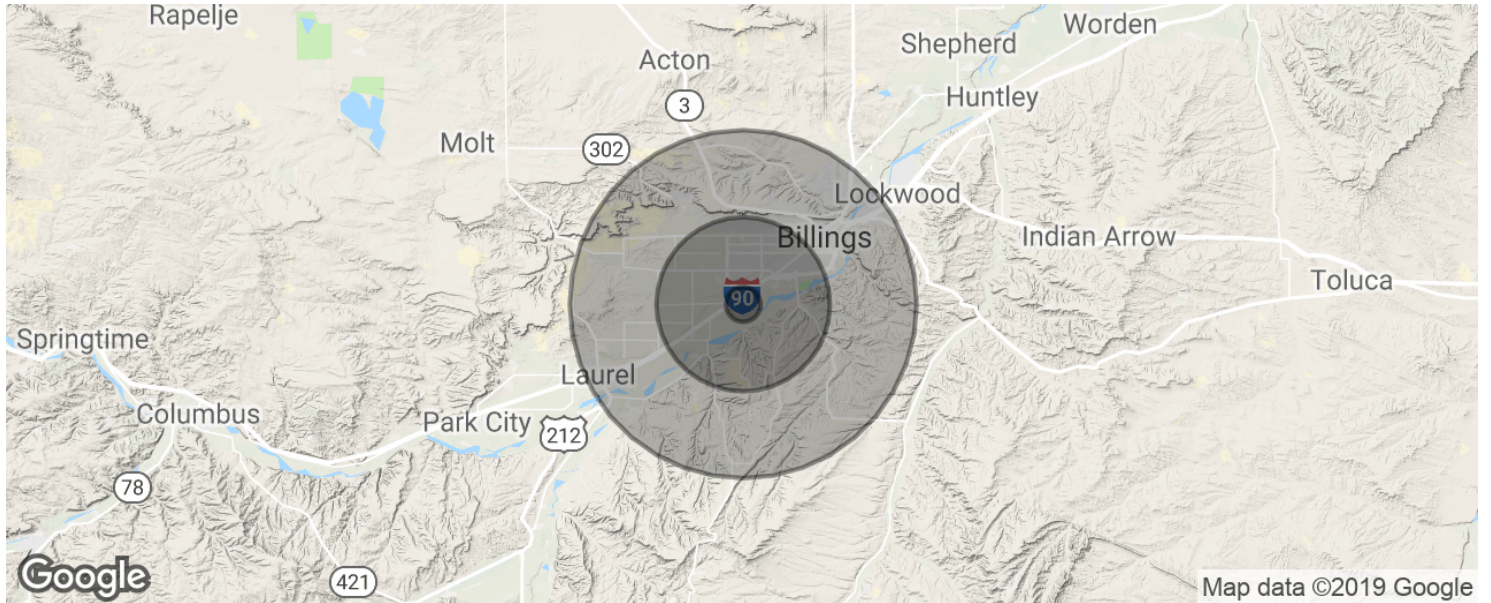 Rapelje
Worden
Shepherd
Acton
Huntley
3
Molt
302
Lockwood
Billings
Indian Arrow
Toluca
90
Springtime
Laurel
Columbus
Park City
212
78
421
Google
Map data ©2019 Google